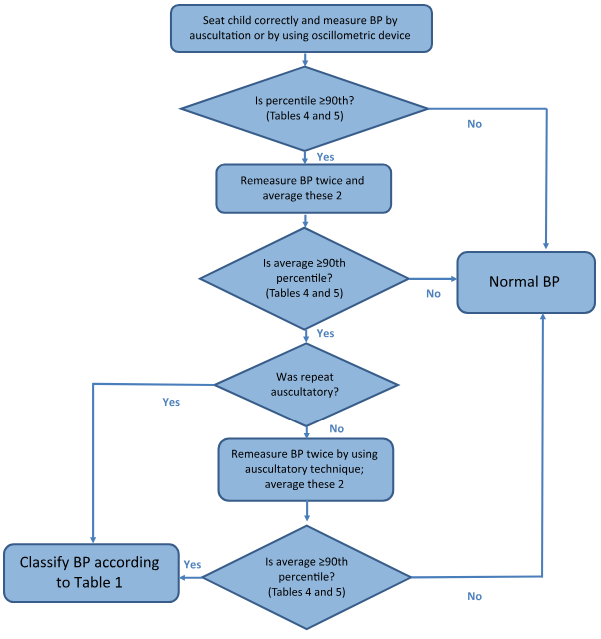 Seat child correctly and measure BP by
auscultation or by using oscillometric device
Is percentile ≥90th?
(Tables 4 and 5)
No
Yes
Remeasure BP twice and
average these 2
Is average ≥90th
percentile?
(Tables 4 and 5)
No
Normal BP
Yes
Was repeat
auscultatory?
Yes
No
Remeasure BP twice by using
auscultatory technique;
average these 2
Is average ≥90th
percentile?
(Tables 4 and 5)
Yes
Classify BP according
to Table 1
No